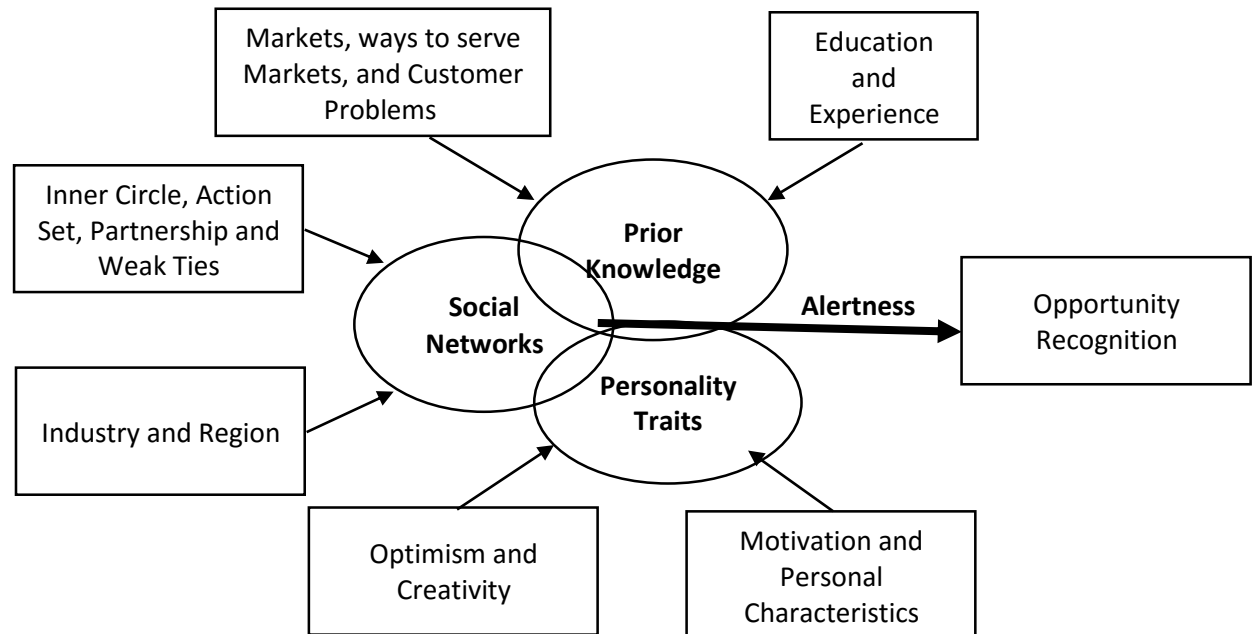 Markets, ways to serve
Markets, and Customer
Problems
Education
and
Experience
Inner Circle, Action
Set, Partnership and
Weak Ties
Prior
Knowledge
Social
Networks
Alertness
Opportunity
Recognition
Personality
Traits
Industry and Region
Optimism and
Creativity
Motivation and
Personal
Characteristics